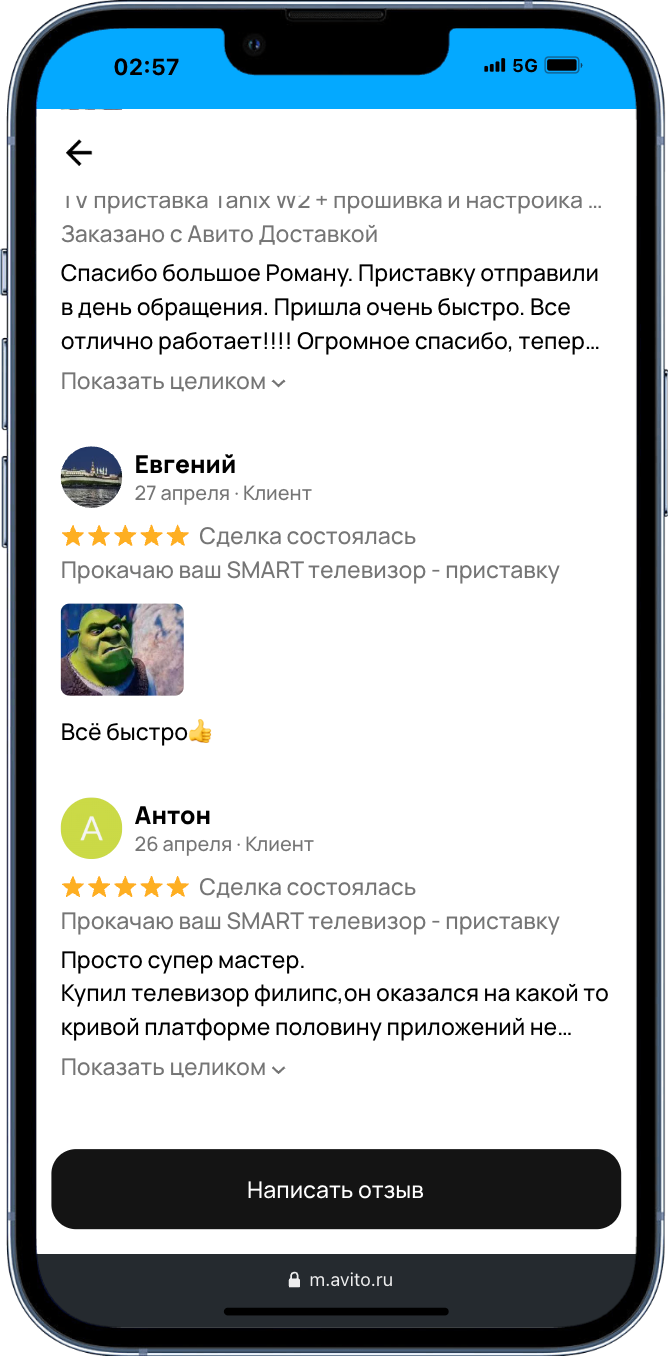 02:57
5G
TV приставка Tanix W2 + прошивка и настройка ...
Заказано с Авито Доставкой
Спасибо большое Роману. Приставку отправили
в день обращения. Пришла очень быстро. Все
отлично работает!!!! Огромное спасибо, тепер...
Показать целиком
Евгений
27 апреля · Клиент
Сделка состоялась
Прокачаю ваш SMART телевизор - приставку
Всё быстро👍
А
Антон
26 апреля · Клиент
Сделка состоялась
Прокачаю ваш SMART телевизор - приставку
Просто супер мастер.
Купил телевизор филипс,он оказался на какой то
кривой платформе половину приложений не...
Показать целиком
Написать отзыв
m.avito.ru